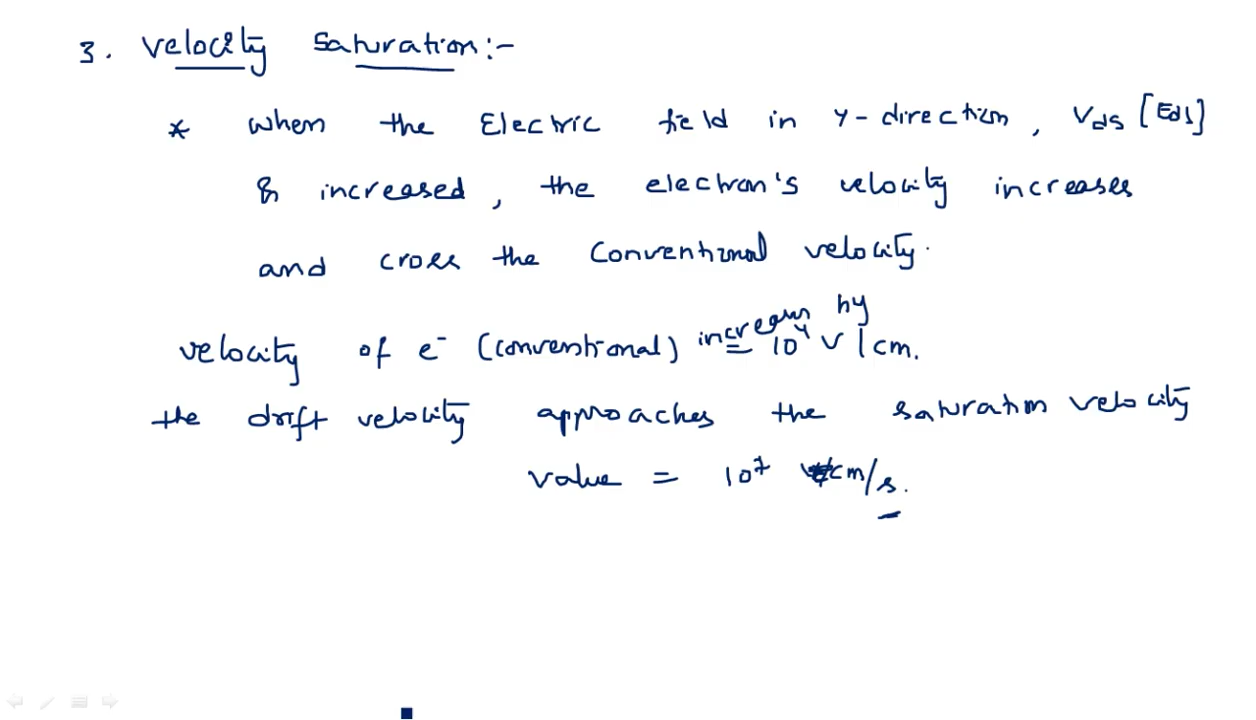 3. Velocity Saturation:-
* when the Electric field in y-direction, Vds [Eds]
is increased, the electron's velocity increases
and cross the Conventional velocity.
velocity of e⁻ (conventional) increases by 10⁴ V/cm.
the drift velocity approaches the saturation velocity
value = 10⁷ cm/s.